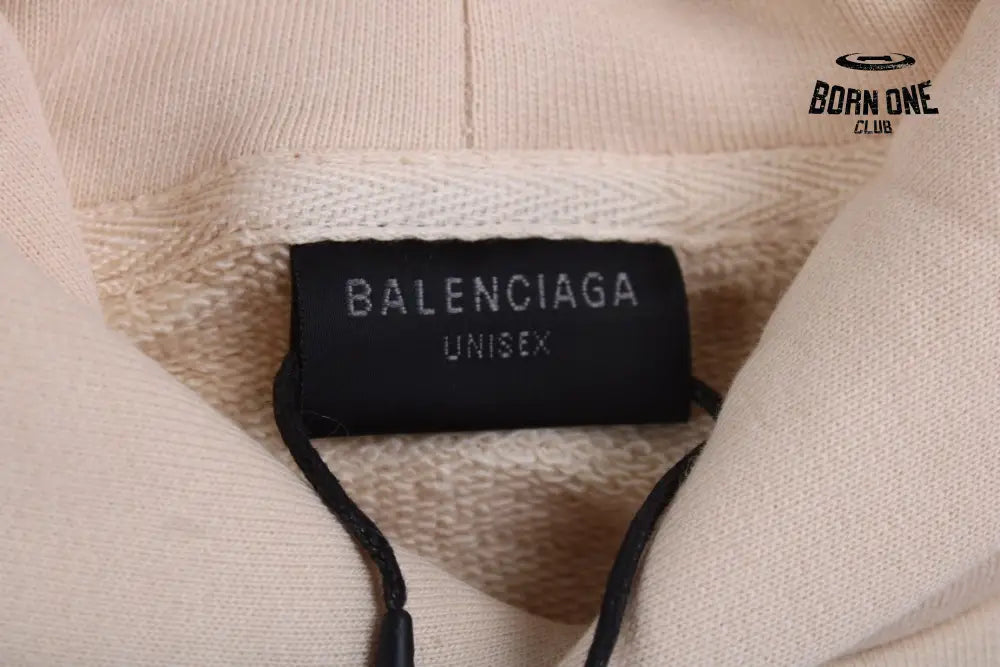 BORN ONE
CLUB
BALENCIAGA
UNISEX